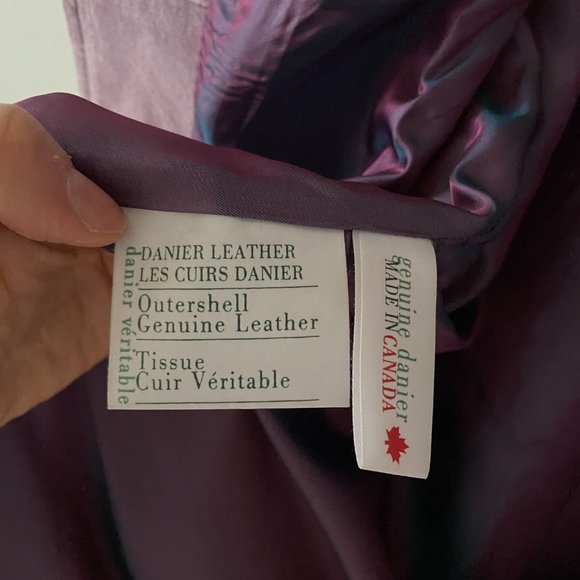 danier véritable
DANIER LEATHER
LES CUIRS DANIER
Outershell
Genuine Leather
Tissue
Cuir Véritable
genuine danier
MADE IN CANADA